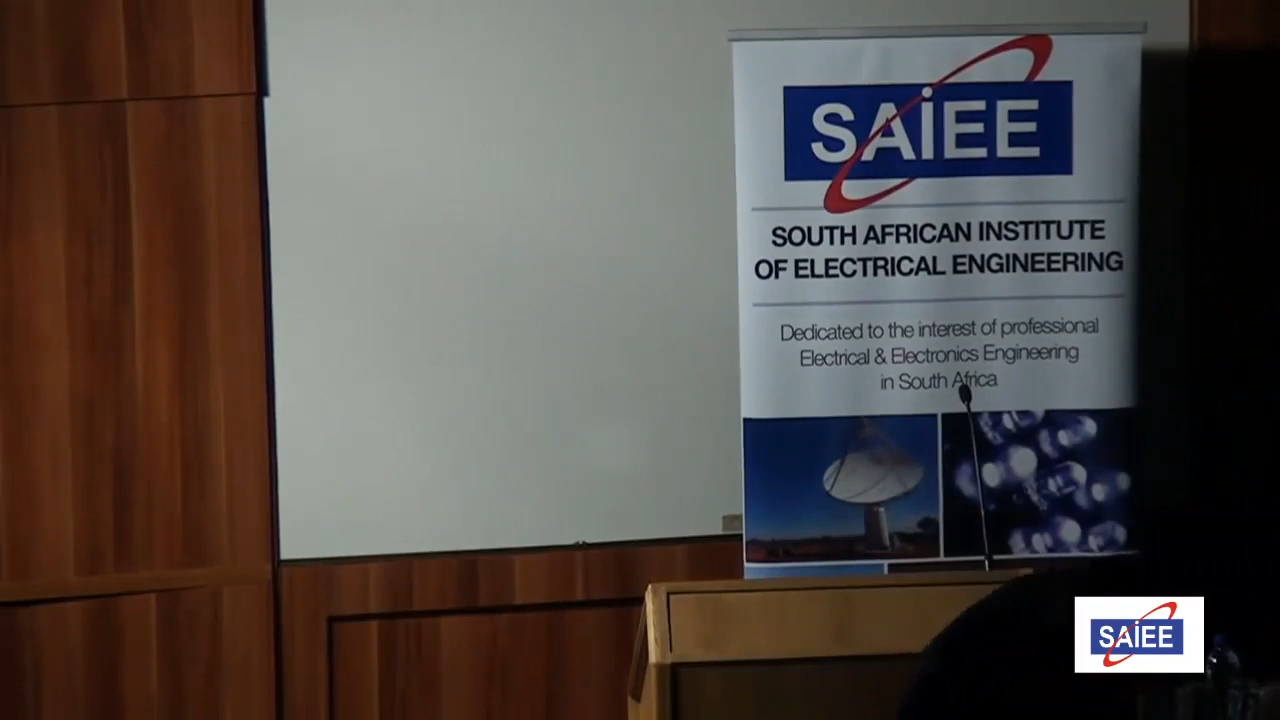 SAiEE
SOUTH AFRICAN INSTITUTE
OF ELECTRICAL ENGINEERING
Dedicated to the interest of professional
Electrical & Electronics Engineering
in South Africa
SAiEE